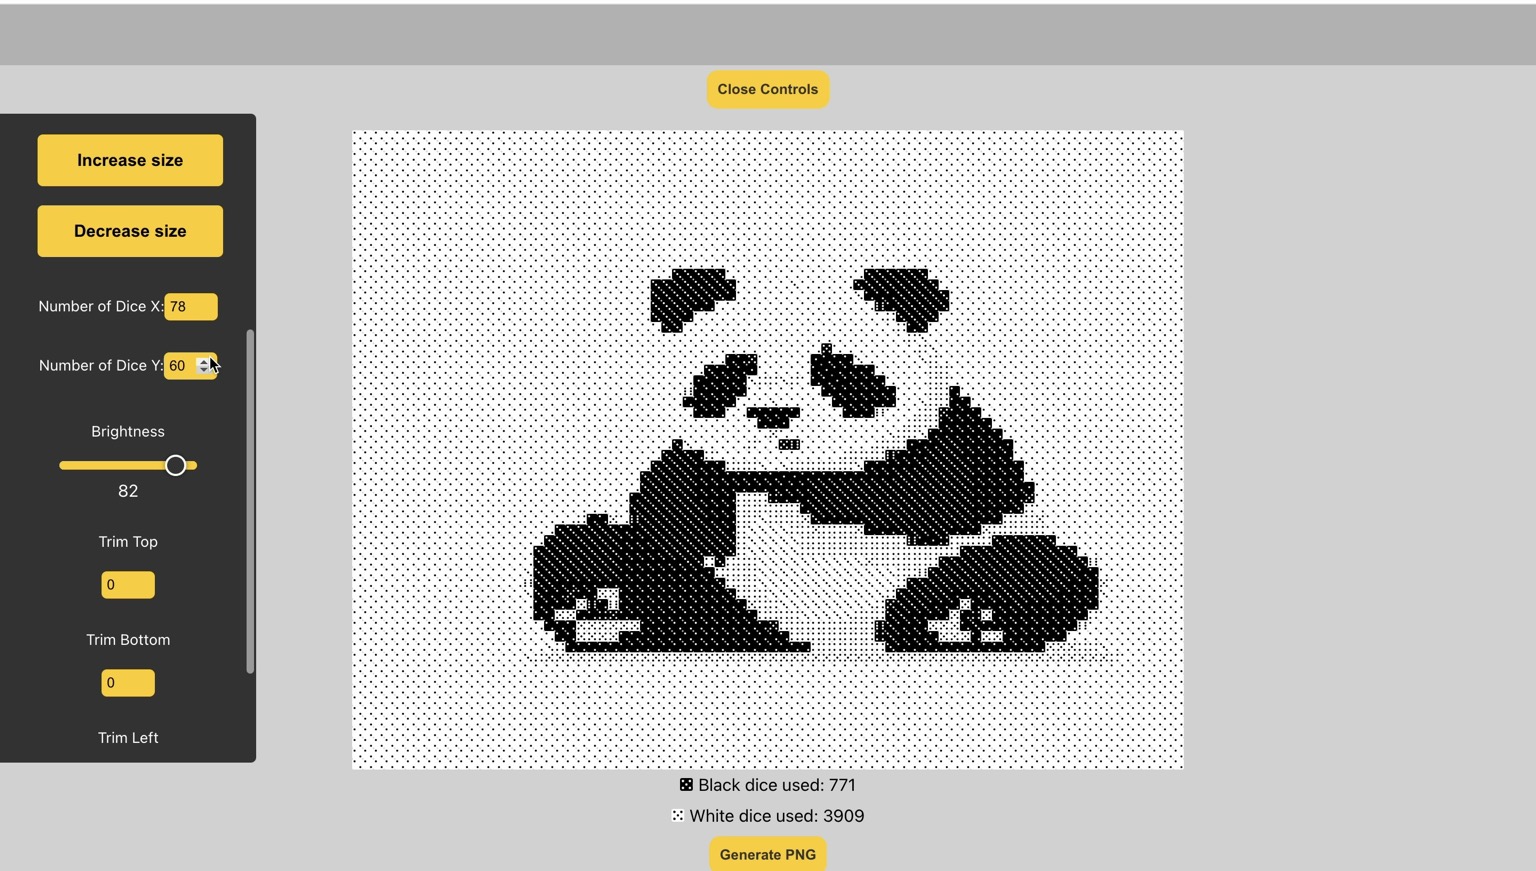 Close Controls
Increase size
Decrease size
Number of Dice X: 78
Number of Dice Y: 60
Brightness
82
Trim Top
0
Trim Bottom
0
Trim Left
Black dice used: 771
White dice used: 3909
Generate PNG